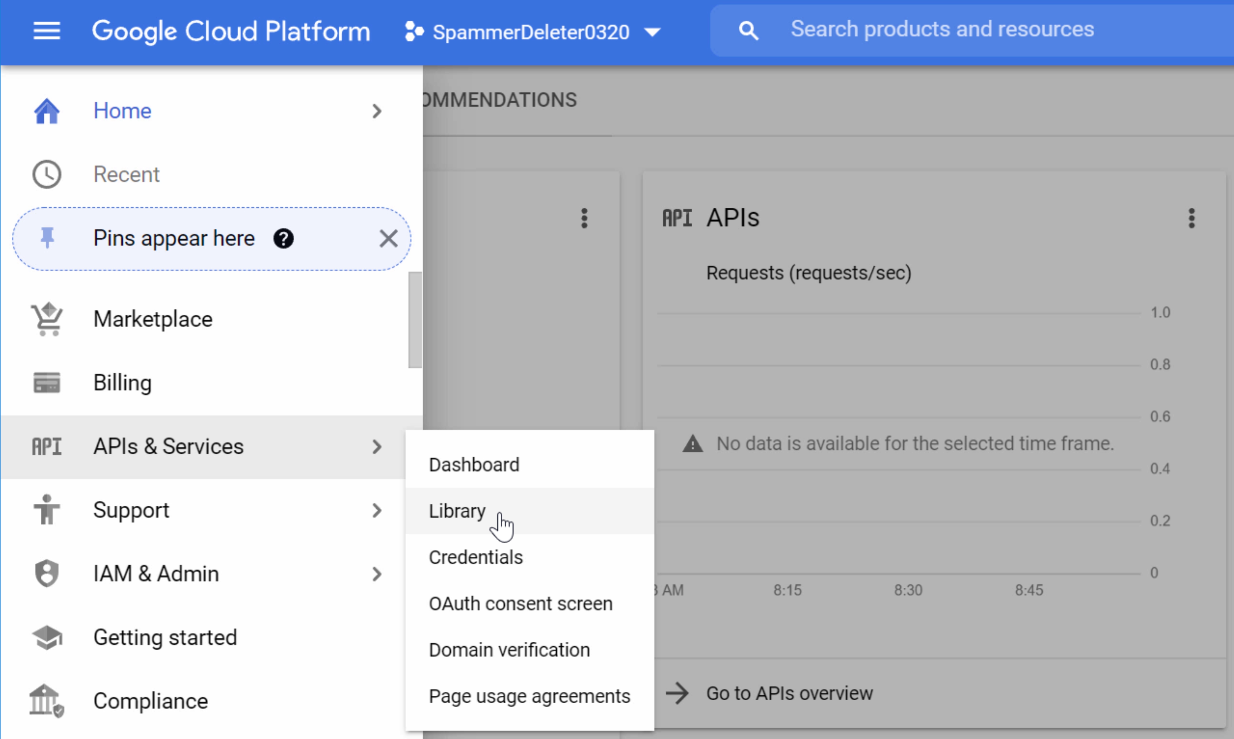 Google Cloud Platform
SpammerDeleter0320
Search products and resources
Home
Recent
Pins appear here ?
Marketplace
Billing
API APIs & Services
Support
IAM & Admin
Getting started
Compliance
Dashboard
Library
Credentials
OAuth consent screen
Domain verification
Page usage agreements
OMMENDATIONS
API APIs
Requests (requests/sec)
1.0
0.8
0.6
No data is available for the selected time frame.
0.4
0.2
0
AM 8:15 8:30 8:45
Go to APIs overview